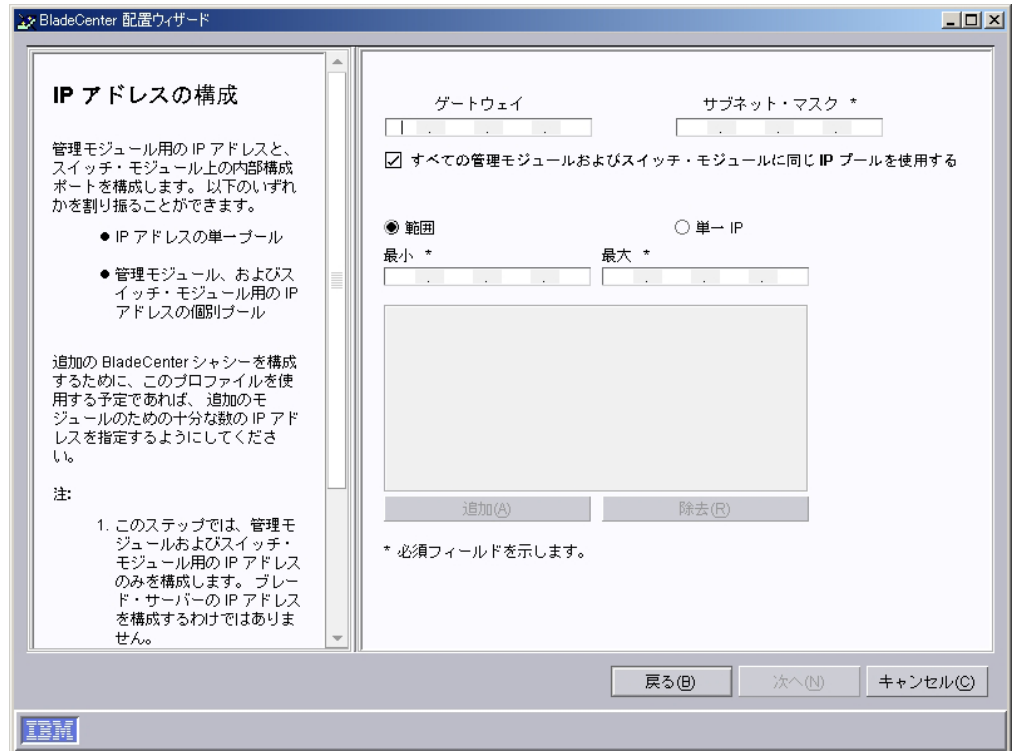 BladeCenter 配置ウィザード
IP アドレスの構成
管理モジュール用の IP アドレスと、
スイッチ・モジュール上の内部構成
ポートを構成します。以下のいずれ
かを割り振ることができます。
● IP アドレスの単一プール
● 管理モジュール、およびス
イッチ・モジュール用の IP
アドレスの個別プール
追加の BladeCenter シャシーを構成
するために、このプロファイルを使
用する予定であれば、 追加のモ
ジュールのための十分な数の IP アド
レスを指定するようにしてくださ
い。
注:
1. このステップでは、管理モ
ジュールおよびスイッチ・
モジュール用の IP アドレス
のみを構成します。 ブレー
ド・サーバーの IP アドレス
を構成するわけではありま
せん。
ゲートウェイ
サブネット・マスク *
すべての管理モジュールおよびスイッチ・モジュールに同じ IP プールを使用する
範囲
単一 IP
最小 *
最大 *
追加(A)
除去(R)
* 必須フィールドを示します。
戻る(B)
次へ(N)
キャンセル(C)
IBM